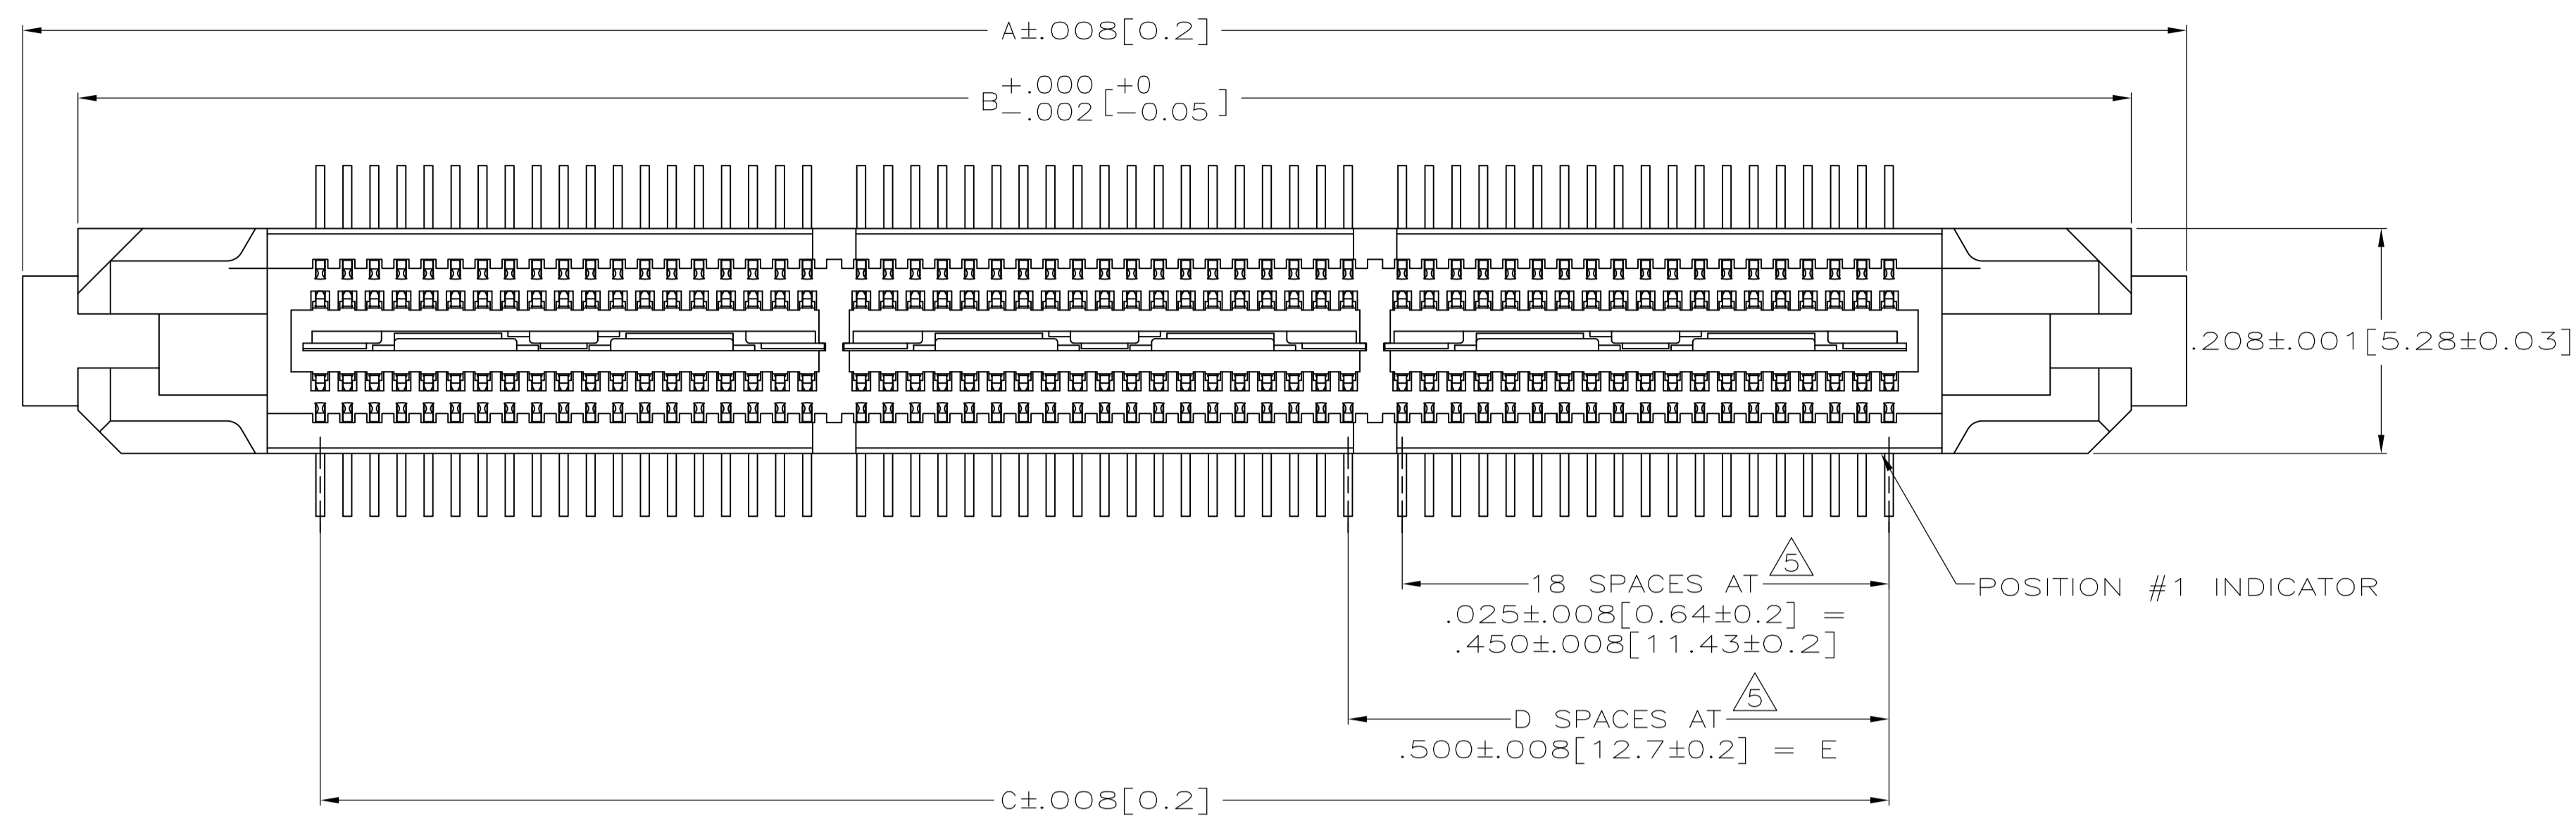 A±.008[0.2]
B +.000 [+0
-.002 -0.05]
.208±.001[5.28±0.03]
5
18 SPACES AT
.025±.008[0.64±0.2] =
.450±.008[11.43±0.2]
POSITION #1 INDICATOR
5
D SPACES AT
.500±.008[12.7±0.2] = E
C±.008[0.2]